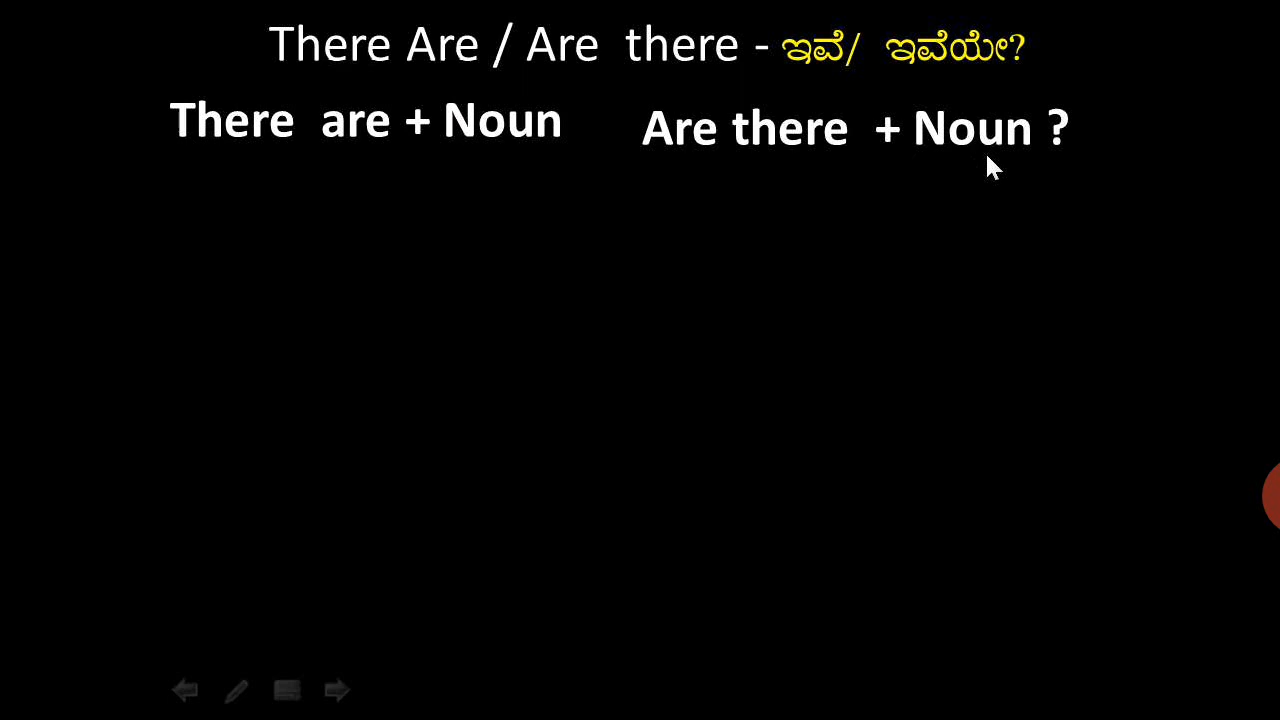 There Are / Are there - ಇವೆ/ ಇವೆಯೇ?
There are + Noun
Are there + Noun ?